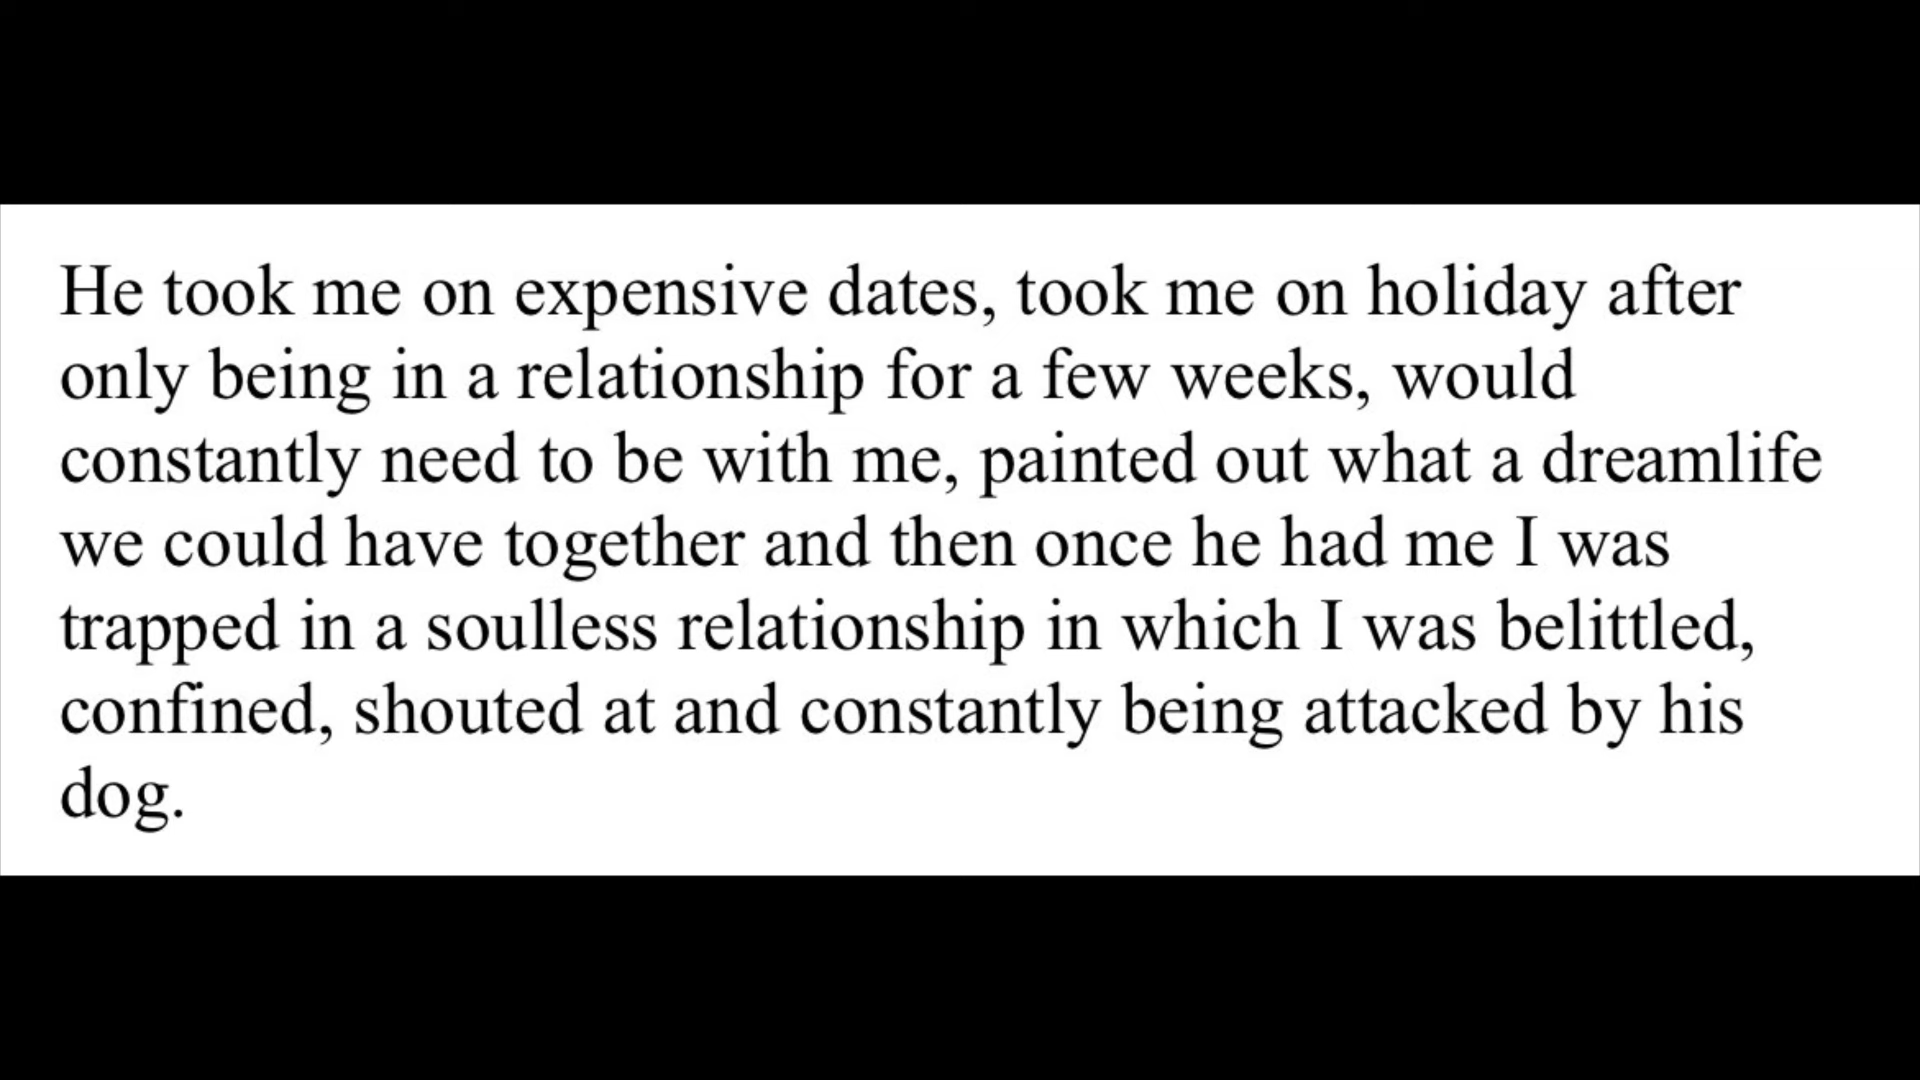 He took me on expensive dates, took me on holiday after
only being in a relationship for a few weeks, would
constantly need to be with me, painted out what a dreamlife
we could have together and then once he had me I was
trapped in a soulless relationship in which I was belittled,
confined, shouted at and constantly being attacked by his
dog.